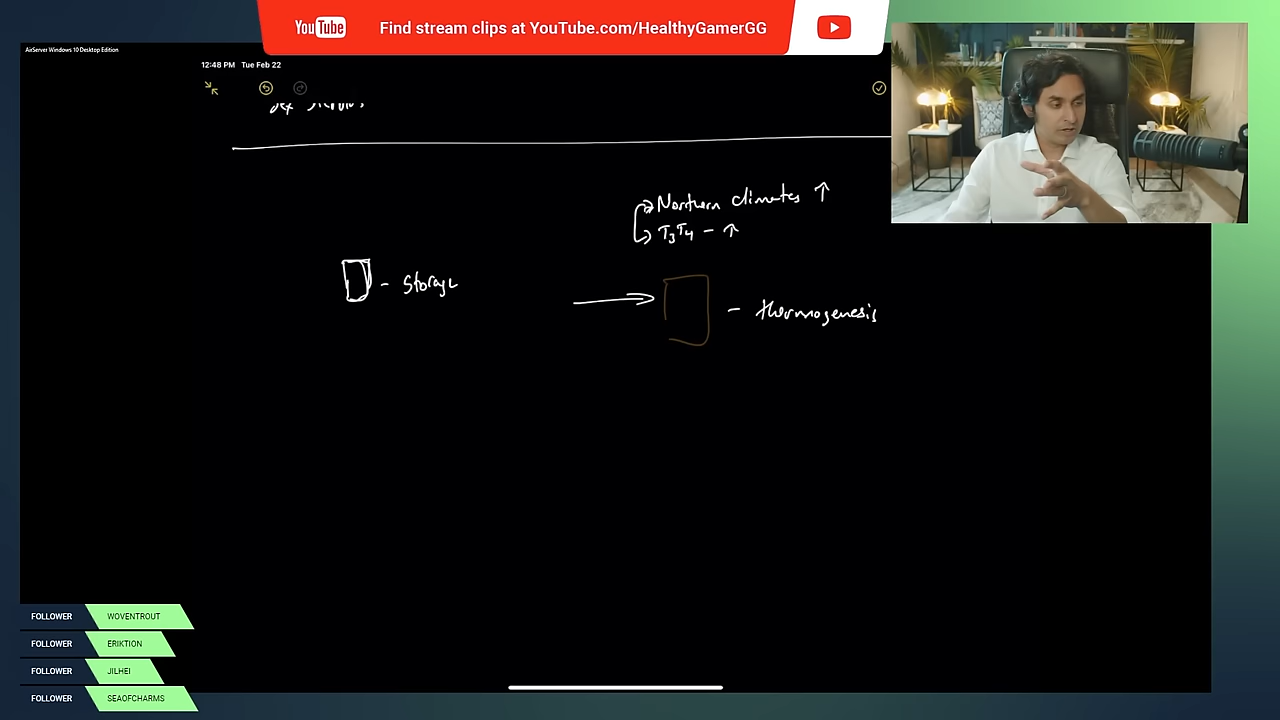 YouTube Find stream clips at YouTube.com/HealthyGamerGG
AirServer Windows 10 Desktop Edition
12:48 PM Tue Feb 22
Northern climates ↑
T3T4 - ↑
- Storage
- thermogenesis
FOLLOWER WOVENTROUT
FOLLOWER ERIKTION
FOLLOWER JILHEI
FOLLOWER SEAOFCHARMS